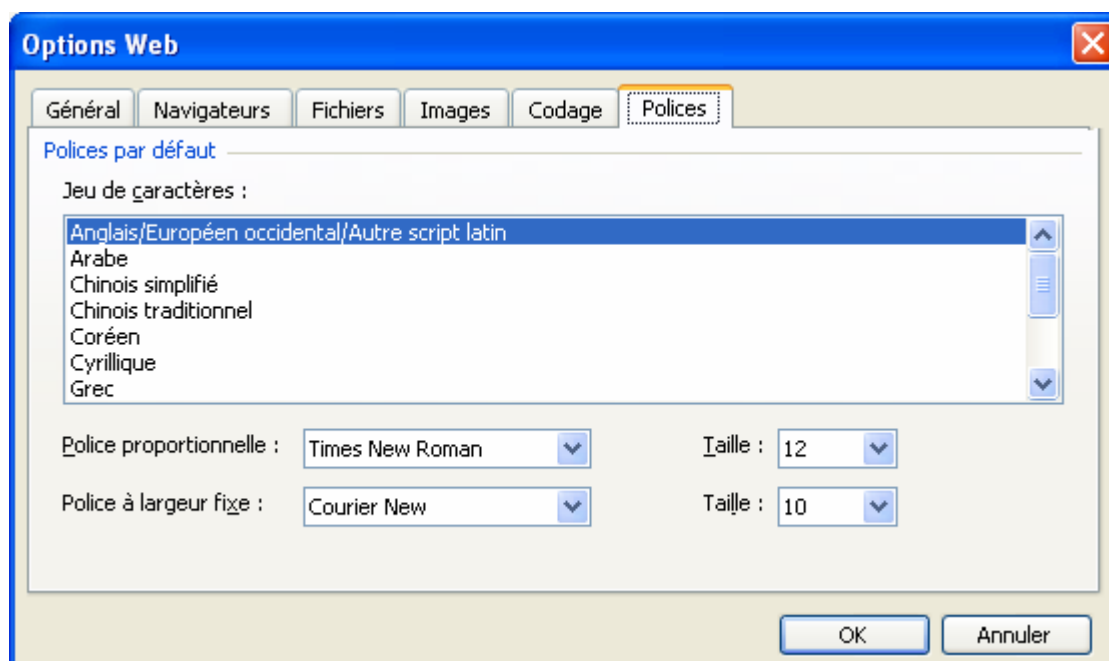 Options Web
Général Navigateurs Fichiers Images Codage Polices
Polices par défaut
Jeu de caractères :
Anglais/Européen occidental/Autre script latin
Arabe
Chinois simplifié
Chinois traditionnel
Coréen
Cyrillique
Grec
Police proportionnelle : Times New Roman Taille : 12
Police à largeur fixe : Courier New Taille : 10
OK Annuler